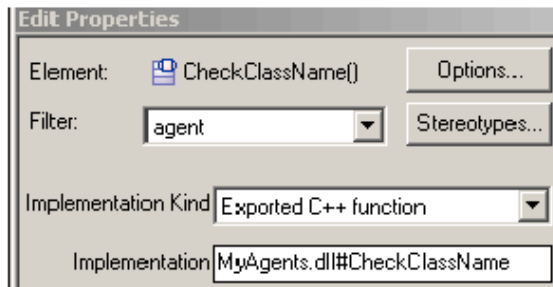 Edit Properties
Element: CheckClassName() Options...
Filter: agent Stereotypes...
Implementation Kind Exported C++ function
Implementation MyAgents.dll#CheckClassName